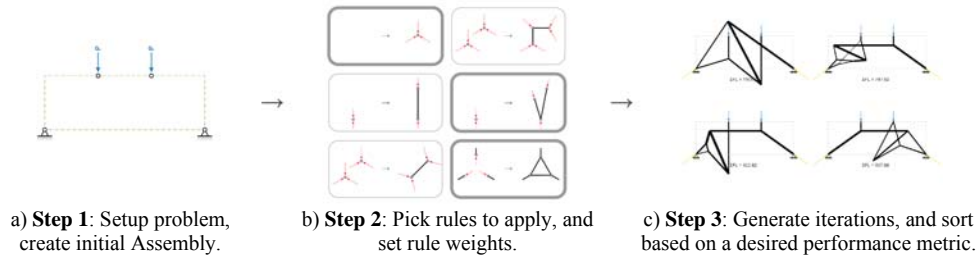 P P
a) Step 1: Setup problem,
create initial Assembly.
b) Step 2: Pick rules to apply, and
set rule weights.
c) Step 3: Generate iterations, and sort
based on a desired performance metric.